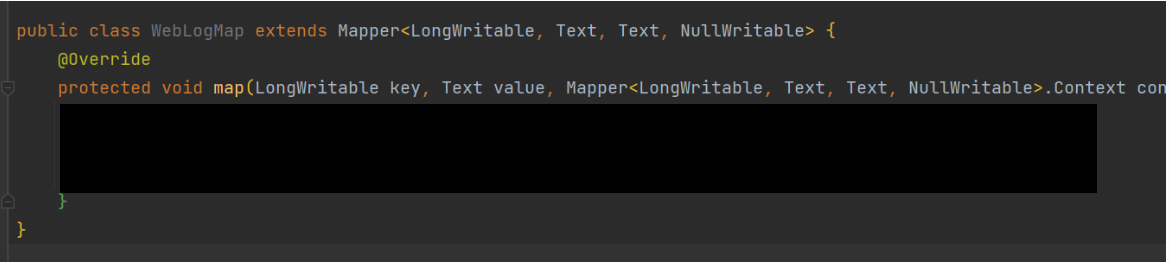 public class WebLogMap extends Mapper<LongWritable, Text, Text, NullWritable> {
@Override
protected void map(LongWritable key, Text value, Mapper<LongWritable, Text, Text, NullWritable>.Context con
}
}